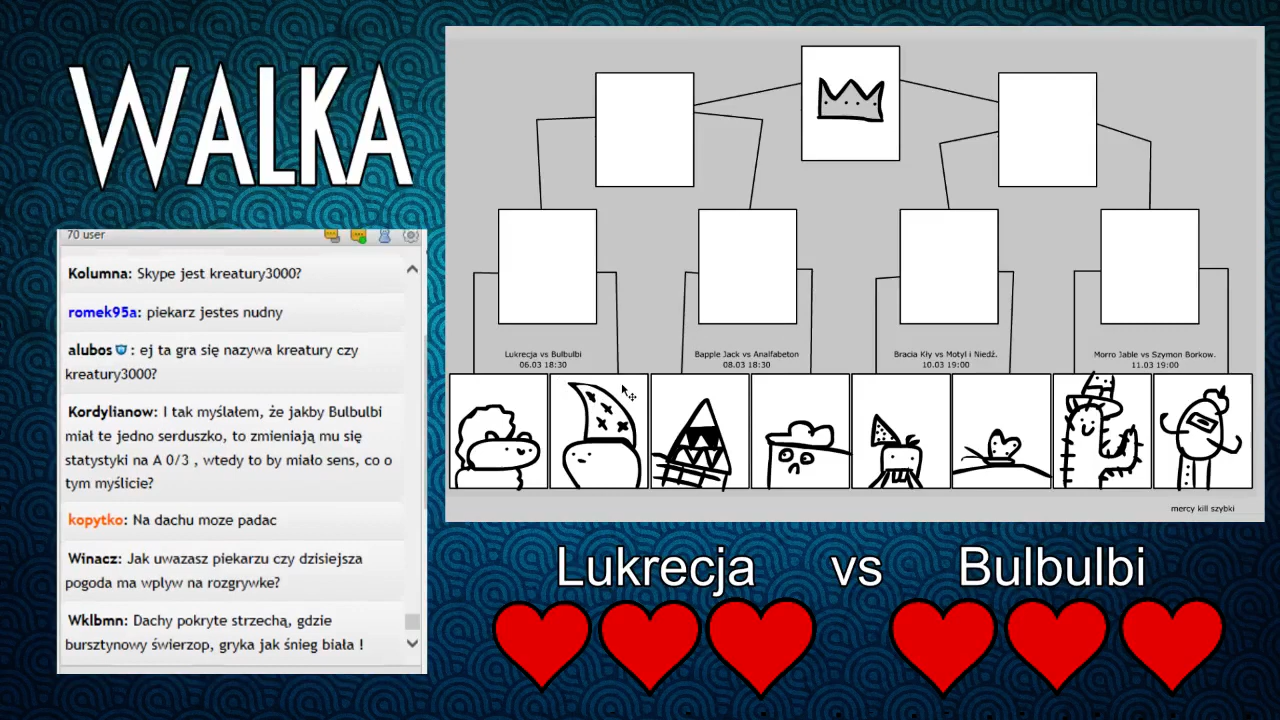 WALKA
70 user
Kolumna: Skype jest kreatury3000?
romek95a: piekarz jestes nudny
alubos : ej ta gra się nazywa kreatury czy
kreatury3000?
Kordylianow: I tak myślałem, że jakby Bulbulbi
miał te jedno serduszko, to zmieniają mu się
statystyki na A 0/3 , wtedy to by miało sens, co o
tym myślicie?
kopytko: Na dachu moze padac
Winacz: Jak uwazasz piekarzu czy dzisiejsza
pogoda ma wpływ na rozgrywke?
Wklbmn: Dachy pokryte strzechą, gdzie
bursztynowy świerzop, gryka jak śnieg biała !
Lukrecja vs Bulbulbi
06.03 18:30
Bapple Jack vs Analfabeton
08.03 18:30
Bracia Kły vs Motyl i Niedź.
10.03 19:00
Morro Jable vs Szymon Borkow.
11.03 19:00
mercy kill szybki
Lukrecja vs Bulbulbi